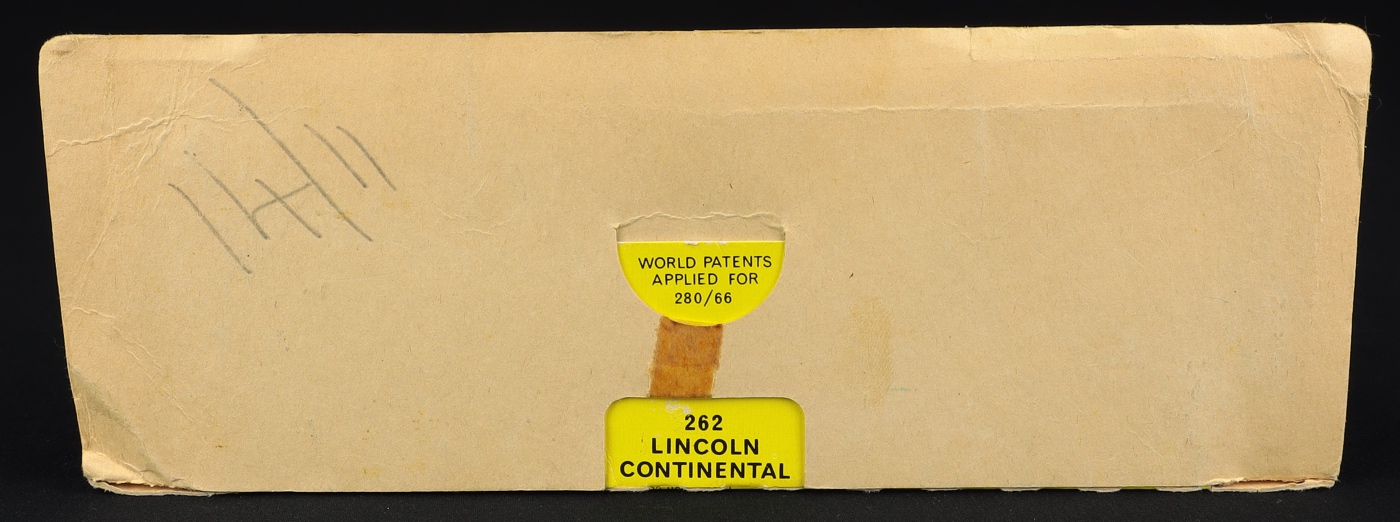 WORLD PATENTS
APPLIED FOR
280/66
262
LINCOLN
CONTINENTAL